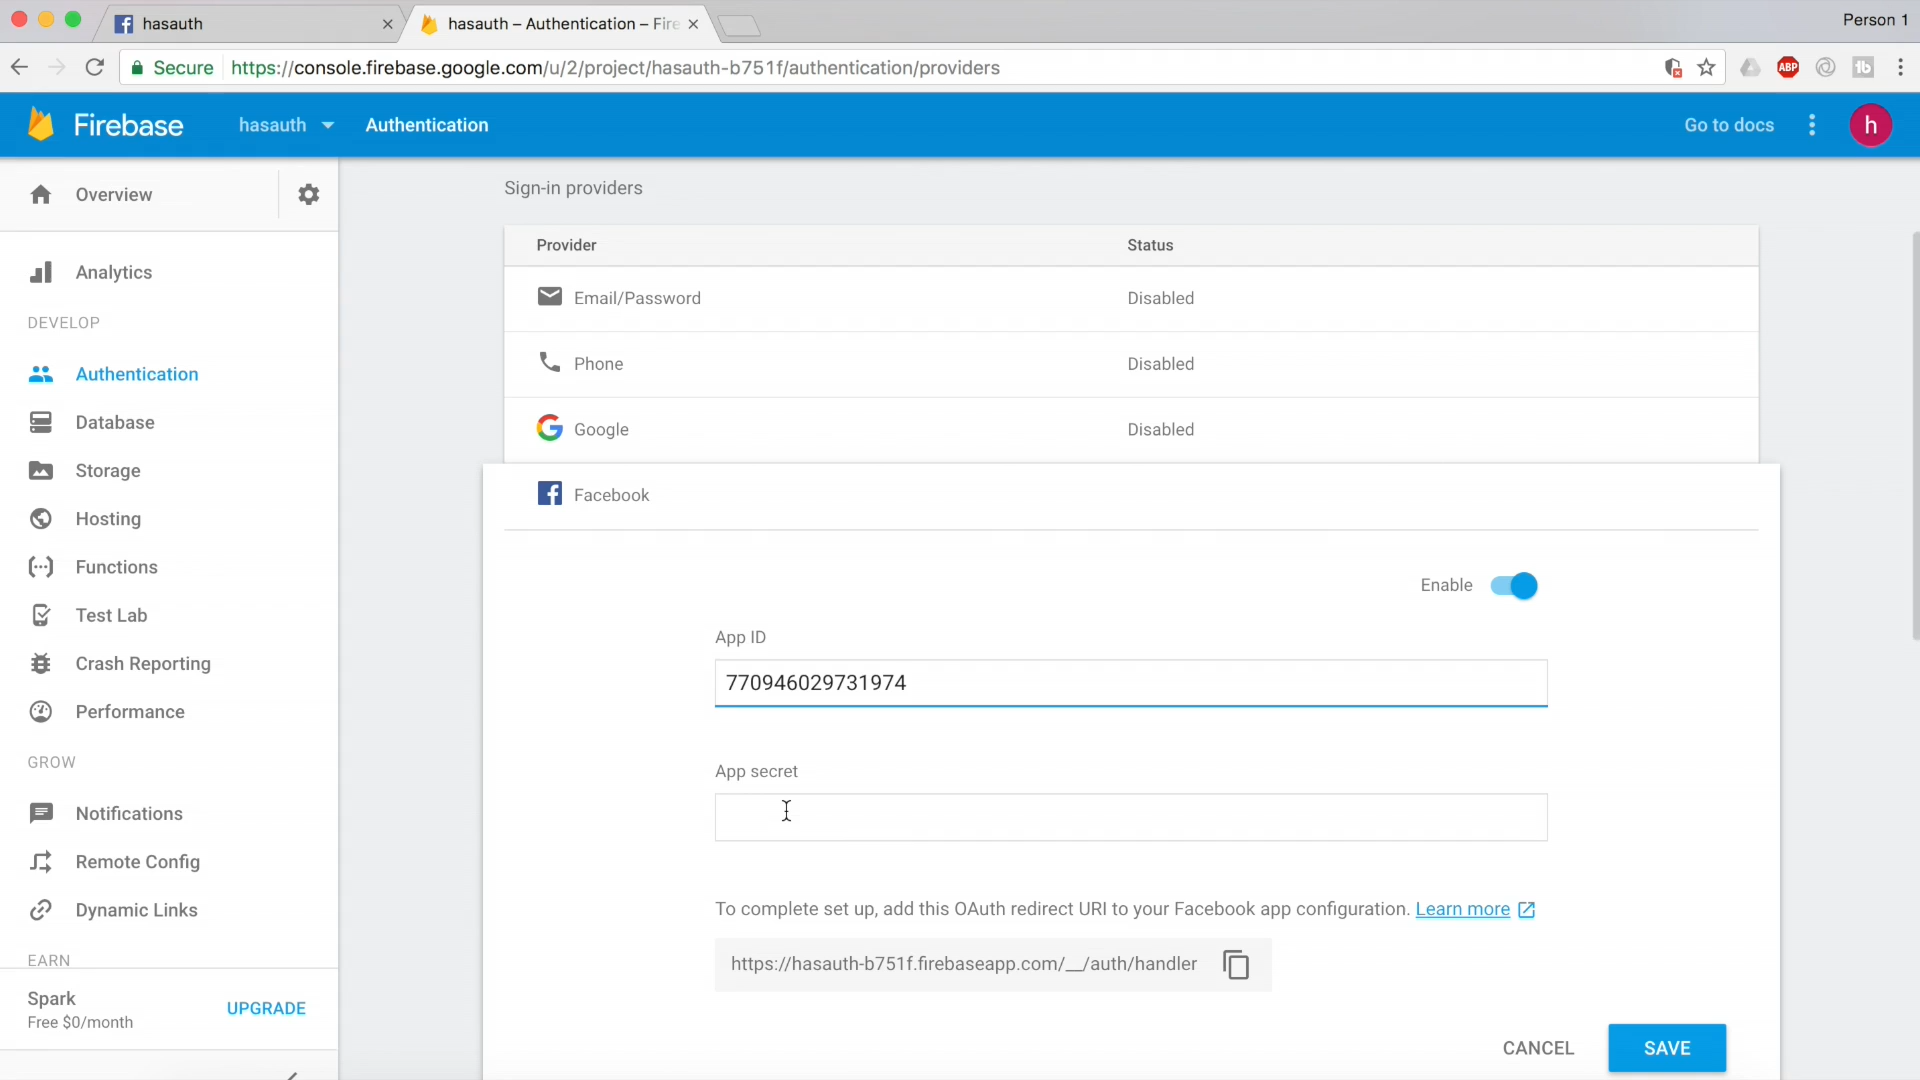 hasauth
hasauth – Authentication – Fire
Person 1
Secure https://console.firebase.google.com/u/2/project/hasauth-b751f/authentication/providers
ABP
Firebase
hasauth
Authentication
Go to docs
h
Overview
Analytics
DEVELOP
Authentication
Database
Storage
Hosting
Functions
Test Lab
Crash Reporting
Performance
GROW
Notifications
Remote Config
Dynamic Links
EARN
Spark
Free $0/month
UPGRADE
Sign-in providers
Provider Status
Email/Password Disabled
Phone Disabled
Google Disabled
Facebook
Enable
App ID
770946029731974
App secret
To complete set up, add this OAuth redirect URI to your Facebook app configuration. Learn more
https://hasauth-b751f.firebaseapp.com/__/auth/handler
CANCEL SAVE